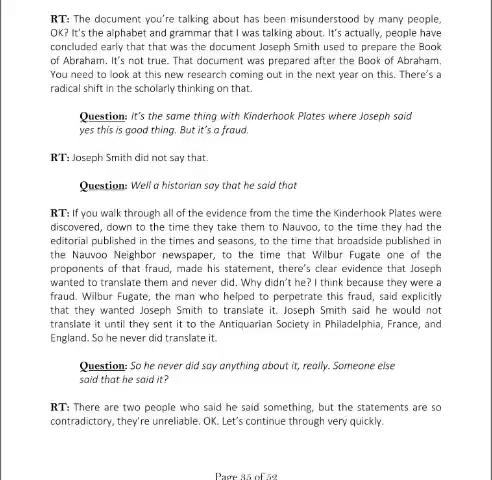 RT: The document you're talking about has been misunderstood by many people,
OK? It's the alphabet and grammar that I was talking about. It's actually, people have
concluded early that that was the document Joseph Smith used to prepare the Book
of Abraham. It's not true. That document was prepared after the Book of Abraham.
You need to look at this new research coming out in the next year on this. There's a
radical shift in the scholarly thinking on that.
Question: It's the same thing with Kinderhook Plates where Joseph said
yes this is good thing. But it's a fraud.
RT: Joseph Smith did not say that.
Question: Well a historian say that he said that
RT: If you walk through all of the evidence from the time the Kinderhook Plates were
discovered, down to the time they take them to Nauvoo, to the time they had the
editorial published in the times and seasons, to the time that broadside published in
the Nauvoo Neighbor newspaper, to the time that Wilbur Fugate one of the
proponents of that fraud, made his statement, there's clear evidence that Joseph
wanted to translate them and never did. Why didn't he? I think because they were a
fraud. Wilbur Fugate, the man who helped to perpetrate this fraud, said explicitly
that they wanted Joseph Smith to translate it. Joseph Smith said he would not
translate it until they sent it to the Antiquarian Society in Philadelphia, France, and
England. So he never did translate it.
Question: So he never did say anything about it, really. Someone else
said that he said it?
RT: There are two people who said he said something, but the statements are so
contradictory, they're unreliable. OK. Let's continue through very quickly.
Page 35 of 52